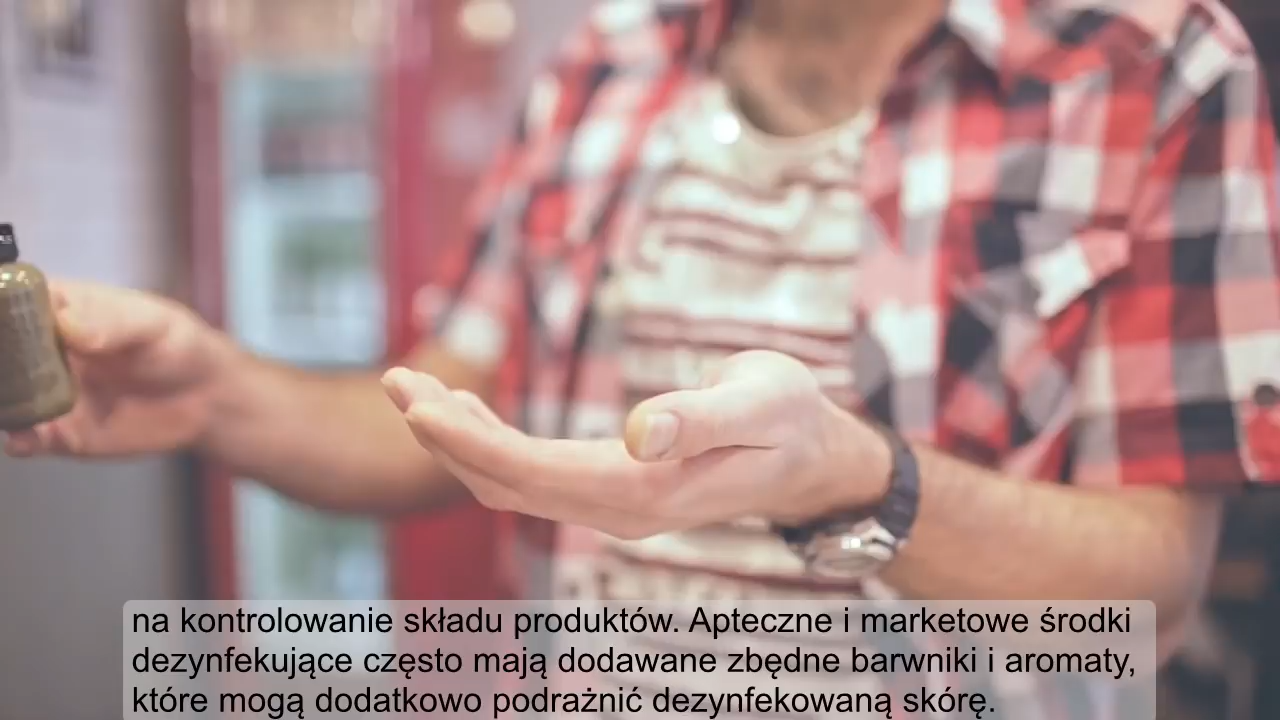 na kontrolowanie składu produktów. Apteczne i marketowe środki
dezynfekujące często mają dodawane zbędne barwniki i aromaty,
które mogą dodatkowo podrażnić dezynfekowaną skórę.